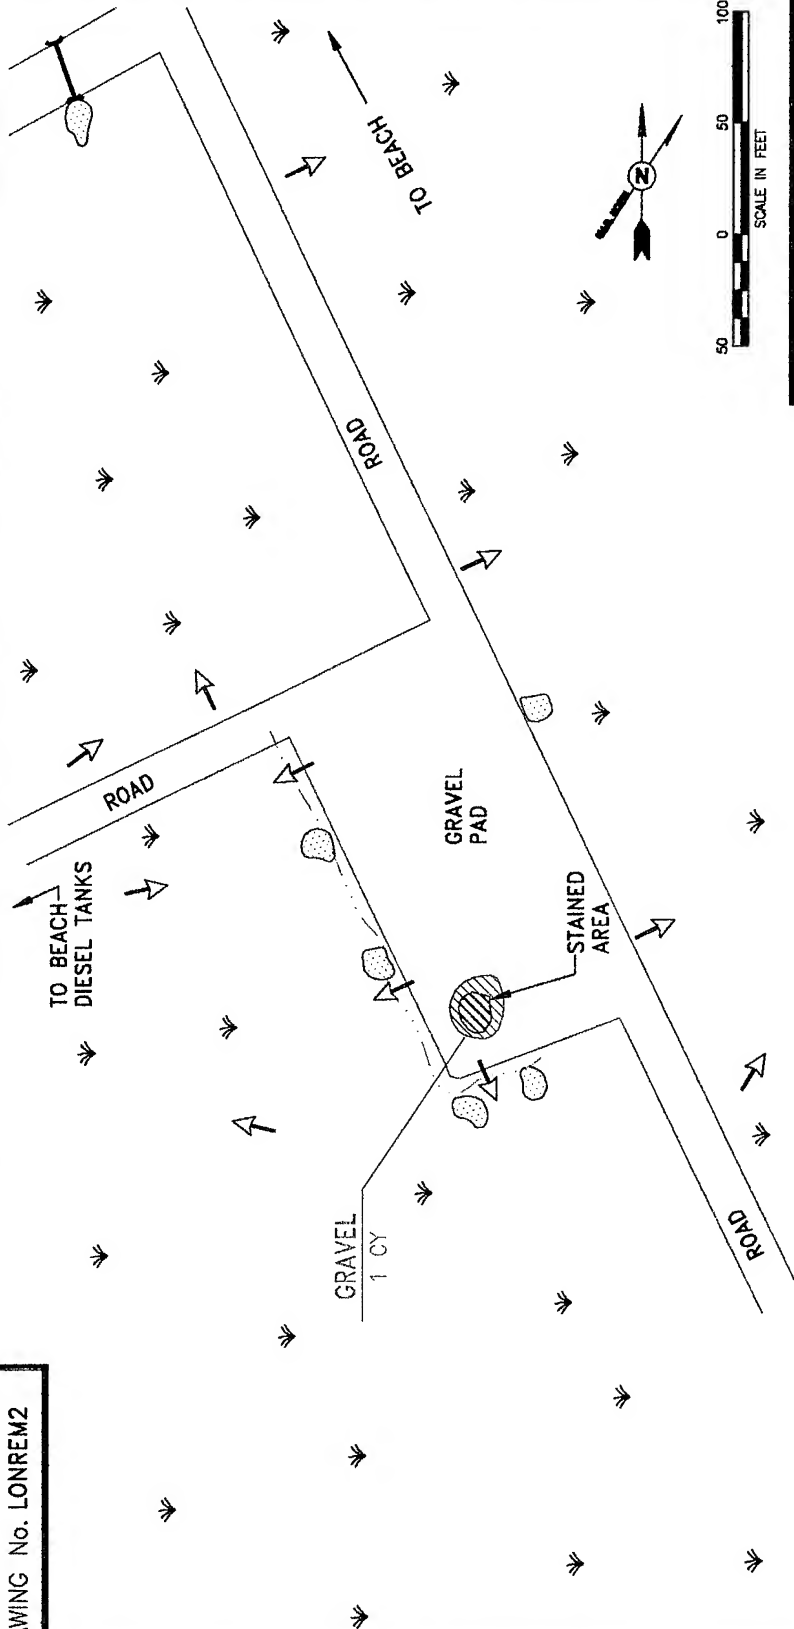 TO BEACH
ROAD
ROAD
TO BEACH-
DIESEL TANKS
GRAVEL
PAD
STAINED
AREA
GRAVEL
1 CY
ROAD
N
50
0
50
100
SCALE IN FEET
WING No. LONREM2